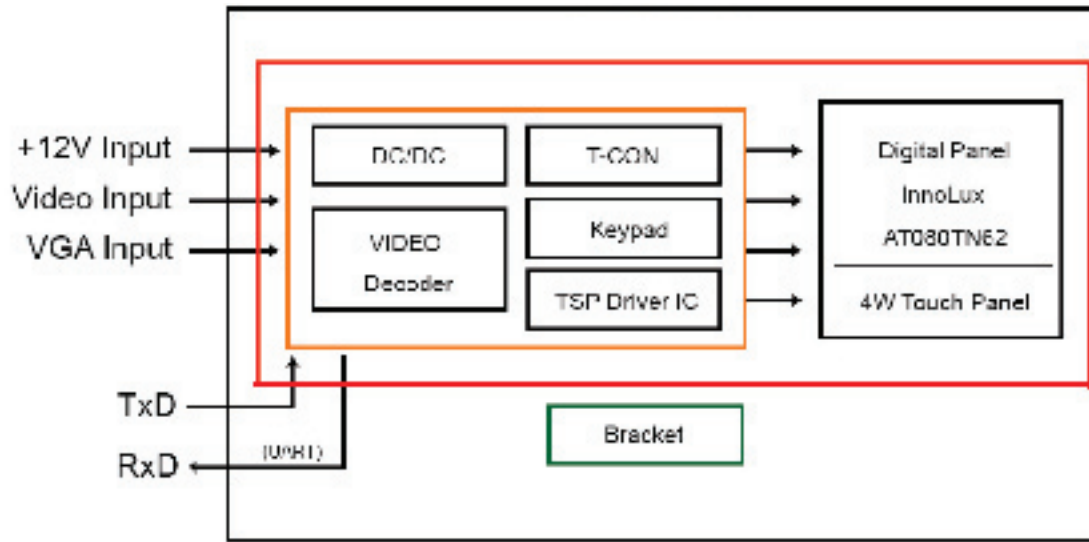 +12V Input
Video Input
VGA Input
DC/DC
VIDEO
Decoder
T-CON
Keypad
TSP Driver IC
Digital Panel
InnoLux
AT080TN62
4W Touch Panel
TxD
RxD
(UART)
Bracket